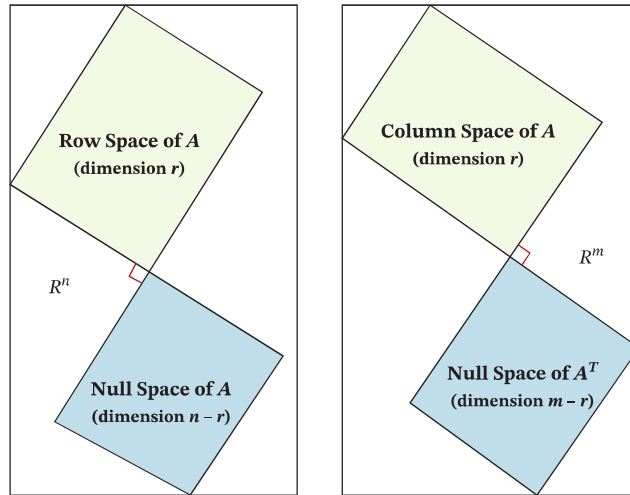 Row Space of A
(dimension r)
Rⁿ
Null Space of A
(dimension n – r)
Column Space of A
(dimension r)
Rᵐ
Null Space of Aᵀ
(dimension m – r)